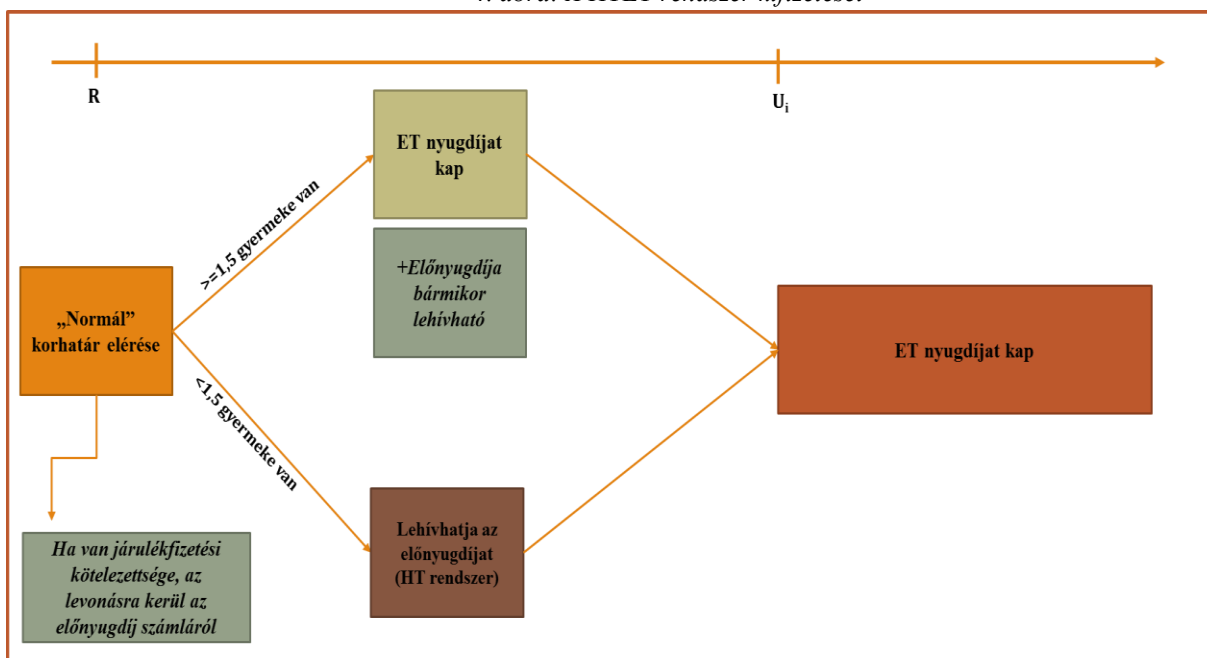 R
U_i
ET nyugdíjat
kap
>=1,5 gyermeke van
+Előnyugdíja
bármikor
lehívható
„Normál”
korhatár elérése
ET nyugdíjat kap
<1,5 gyermeke van
Lehívhatja az
előnyugdíjat
(HT rendszer)
Ha van járulékfizetési
kötelezettsége, az
levonásra kerül az
előnyugdíj számláról